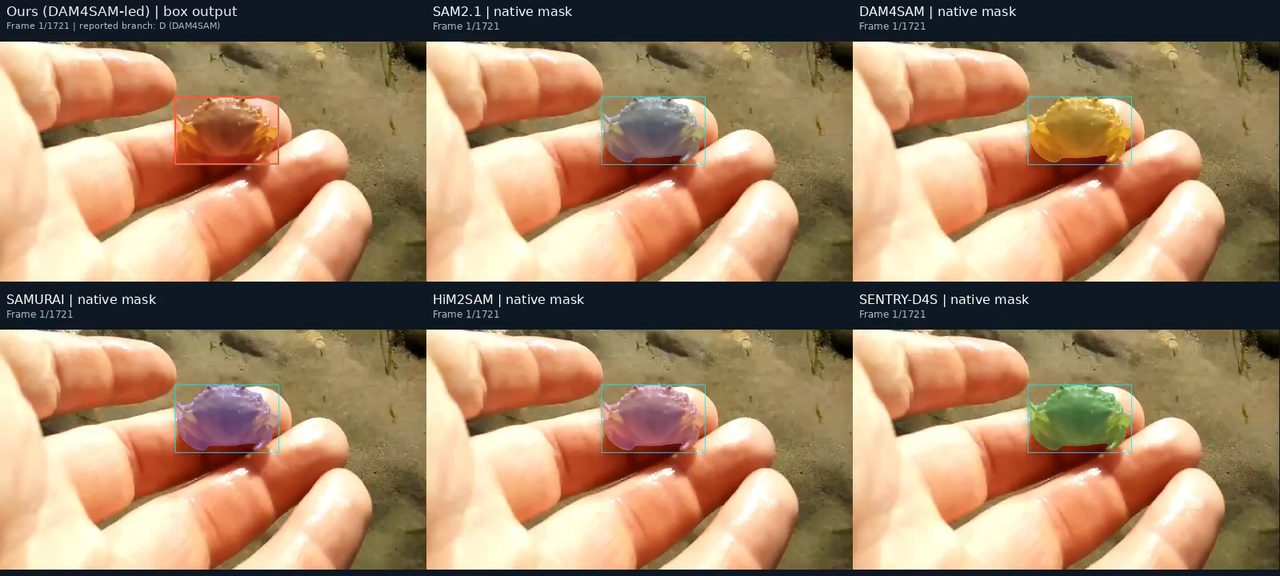 Ours (DAM4SAM-led) | box output
Frame 1/1721 | reported branch: D (DAM4SAM)
SAM2.1 | native mask
Frame 1/1721
DAM4SAM | native mask
Frame 1/1721
SAMURAI | native mask
Frame 1/1721
HiM2SAM | native mask
Frame 1/1721
SENTRY-D4S | native mask
Frame 1/1721